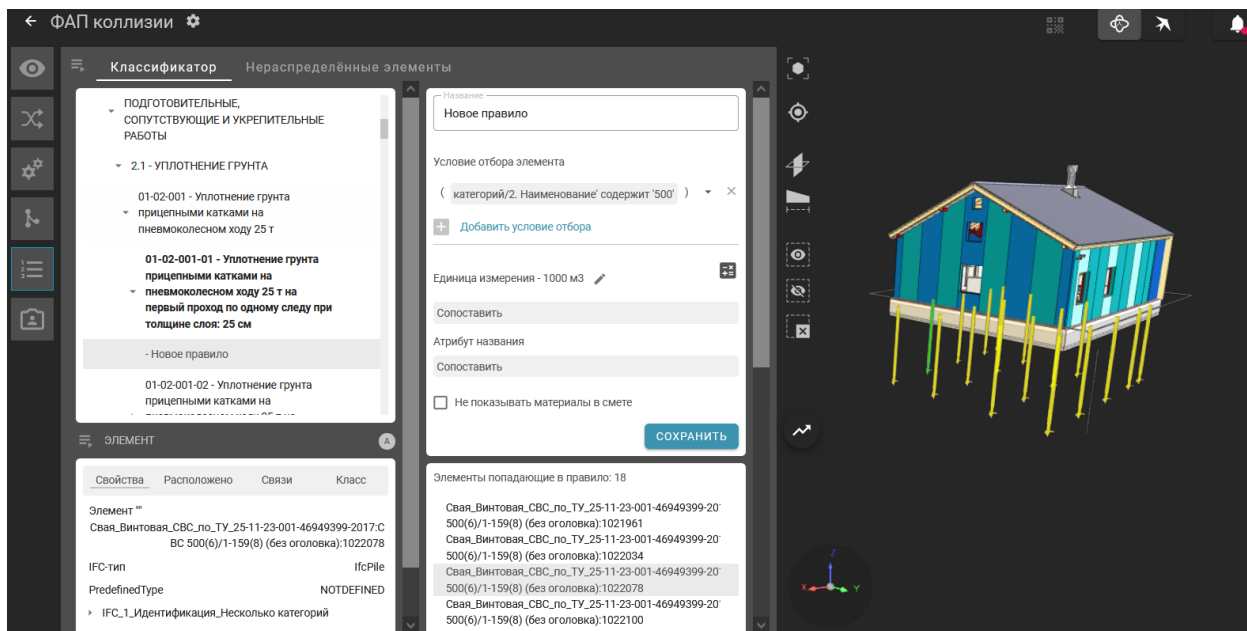 ФАП коллизии
Классификатор
Нераспределённые элементы
ПОДГОТОВИТЕЛЬНЫЕ,
СОПУТСТВУЮЩИЕ И УКРЕПИТЕЛЬНЫЕ
РАБОТЫ
2.1 - УПЛОТНЕНИЕ ГРУНТА
01-02-001 - Уплотнение грунта
прицепными катками на
пневмоколесном ходу 25 т
01-02-001-01 - Уплотнение грунта
прицепными катками на
пневмоколесном ходу 25 т на
первый проход по одному следу при
толщине слоя: 25 см
- Новое правило
01-02-001-02 - Уплотнение грунта
прицепными катками на
ЭЛЕМЕНТ
A
Свойства Расположено Связи Класс
Элемент ""
Свая_Винтовая_СВС_по_ТУ_25-11-23-001-46949399-2017:С
ВС 500(6)/1-159(8) (без оголовка):1022078
IFC-тип IfcPile
PredefinedType NOTDEFINED
IFC_1_Идентификация_Несколько категорий
Название
Новое правило
Условие отбора элемента
( категорий/2. Наименование' содержит '500' )
Добавить условие отбора
Единица измерения - 1000 м3
Сопоставить
Атрибут названия
Сопоставить
Не показывать материалы в смете
СОХРАНИТЬ
Элементы попадающие в правило: 18
Свая_Винтовая_СВС_по_ТУ_25-11-23-001-46949399-20
500(6)/1-159(8) (без оголовка):1021961
Свая_Винтовая_СВС_по_ТУ_25-11-23-001-46949399-20
500(6)/1-159(8) (без оголовка):1022034
Свая_Винтовая_СВС_по_ТУ_25-11-23-001-46949399-20
500(6)/1-159(8) (без оголовка):1022078
Свая_Винтовая_СВС_по_ТУ_25-11-23-001-46949399-20
500(6)/1-159(8) (без оголовка):1022100
Z
X
Y